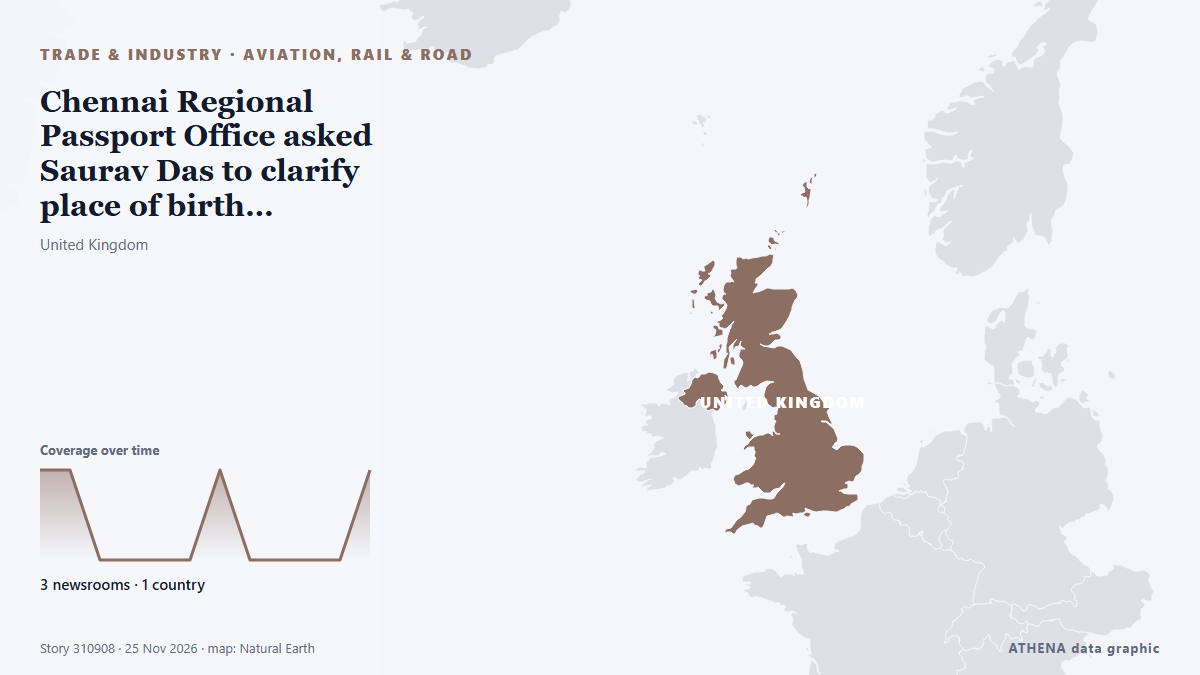 TRADE & INDUSTRY · AVIATION, RAIL & ROAD
Chennai Regional
Passport Office asked
Saurav Das to clarify
place of birth...
United Kingdom
UNITED KINGDOM
Coverage over time
3 newsrooms · 1 country
Story 310908 · 25 Nov 2026 · map: Natural Earth
ATHENA data graphic